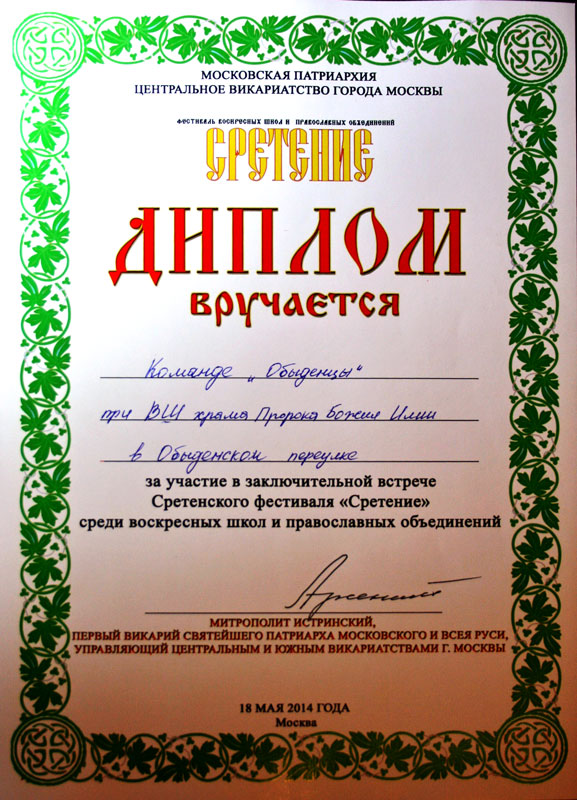 МОСКОВСКАЯ ПАТРИАРХИЯ
ЦЕНТРАЛЬНОЕ ВИКАРИАТСТВО ГОРОДА МОСКВЫ
ФЕСТИВАЛЬ ВОСКРЕСНЫХ ШКОЛ И ПРАВОСЛАВНЫХ ОБЪЕДИНЕНИЙ
СРЕТЕНИЕ
ДИПЛОМ
вручается
Команде „Обыденцы"
при ВШ храма Пророка Божия Илии
в Обыденском переулке
за участие в заключительной встрече
Сретенского фестиваля «Сретение»
среди воскресных школ и православных объединений
Арсений
МИТРОПОЛИТ ИСТРИНСКИЙ,
ПЕРВЫЙ ВИКАРИЙ СВЯТЕЙШЕГО ПАТРИАРХА МОСКОВСКОГО И ВСЕЯ РУСИ,
УПРАВЛЯЮЩИЙ ЦЕНТРАЛЬНЫМ И ЮЖНЫМ ВИКАРИАТСТВАМИ Г. МОСКВЫ
18 МАЯ 2014 ГОДА
Москва